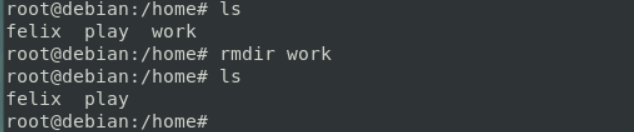 root@debian:/home# ls
felix  play  work
root@debian:/home# rmdir work
root@debian:/home# ls
felix  play
root@debian:/home#